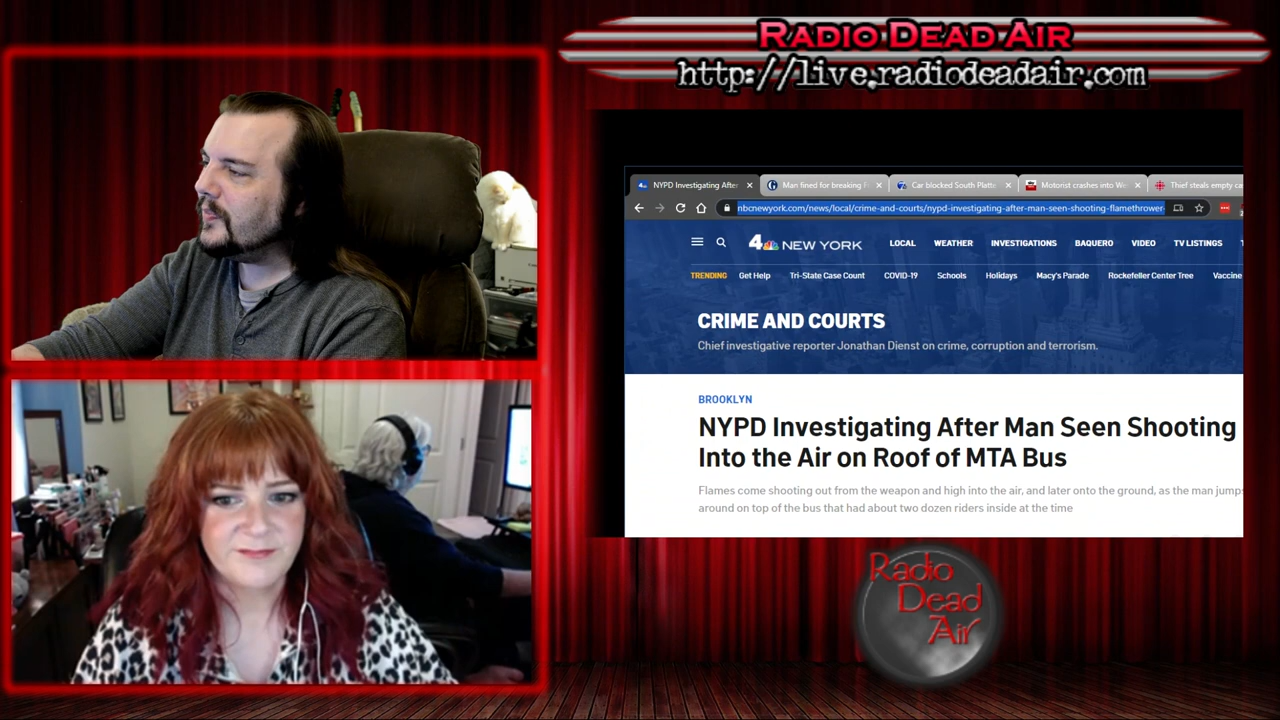 RADIO DEAD AIR
http://live.radiodeadair.com
NYPD Investigating After
Man fined for breaking
Car blocked South Platte
Motorist crashes into We
Thief steals empty ca
nbcnewyork.com/news/local/crime-and-courts/nypd-investigating-after-man-seen-shooting-flamethrower-
4 NEW YORK
LOCAL WEATHER INVESTIGATIONS BAQUERO VIDEO TV LISTINGS
TRENDING Get Help Tri-State Case Count COVID-19 Schools Holidays Macy's Parade Rockefeller Center Tree Vaccine
CRIME AND COURTS
Chief investigative reporter Jonathan Dienst on crime, corruption and terrorism.
BROOKLYN
NYPD Investigating After Man Seen Shooting
Into the Air on Roof of MTA Bus
Flames come shooting out from the weapon and high into the air, and later onto the ground, as the man jumps
around on top of the bus that had about two dozen riders inside at the time
Radio
Dead
Air